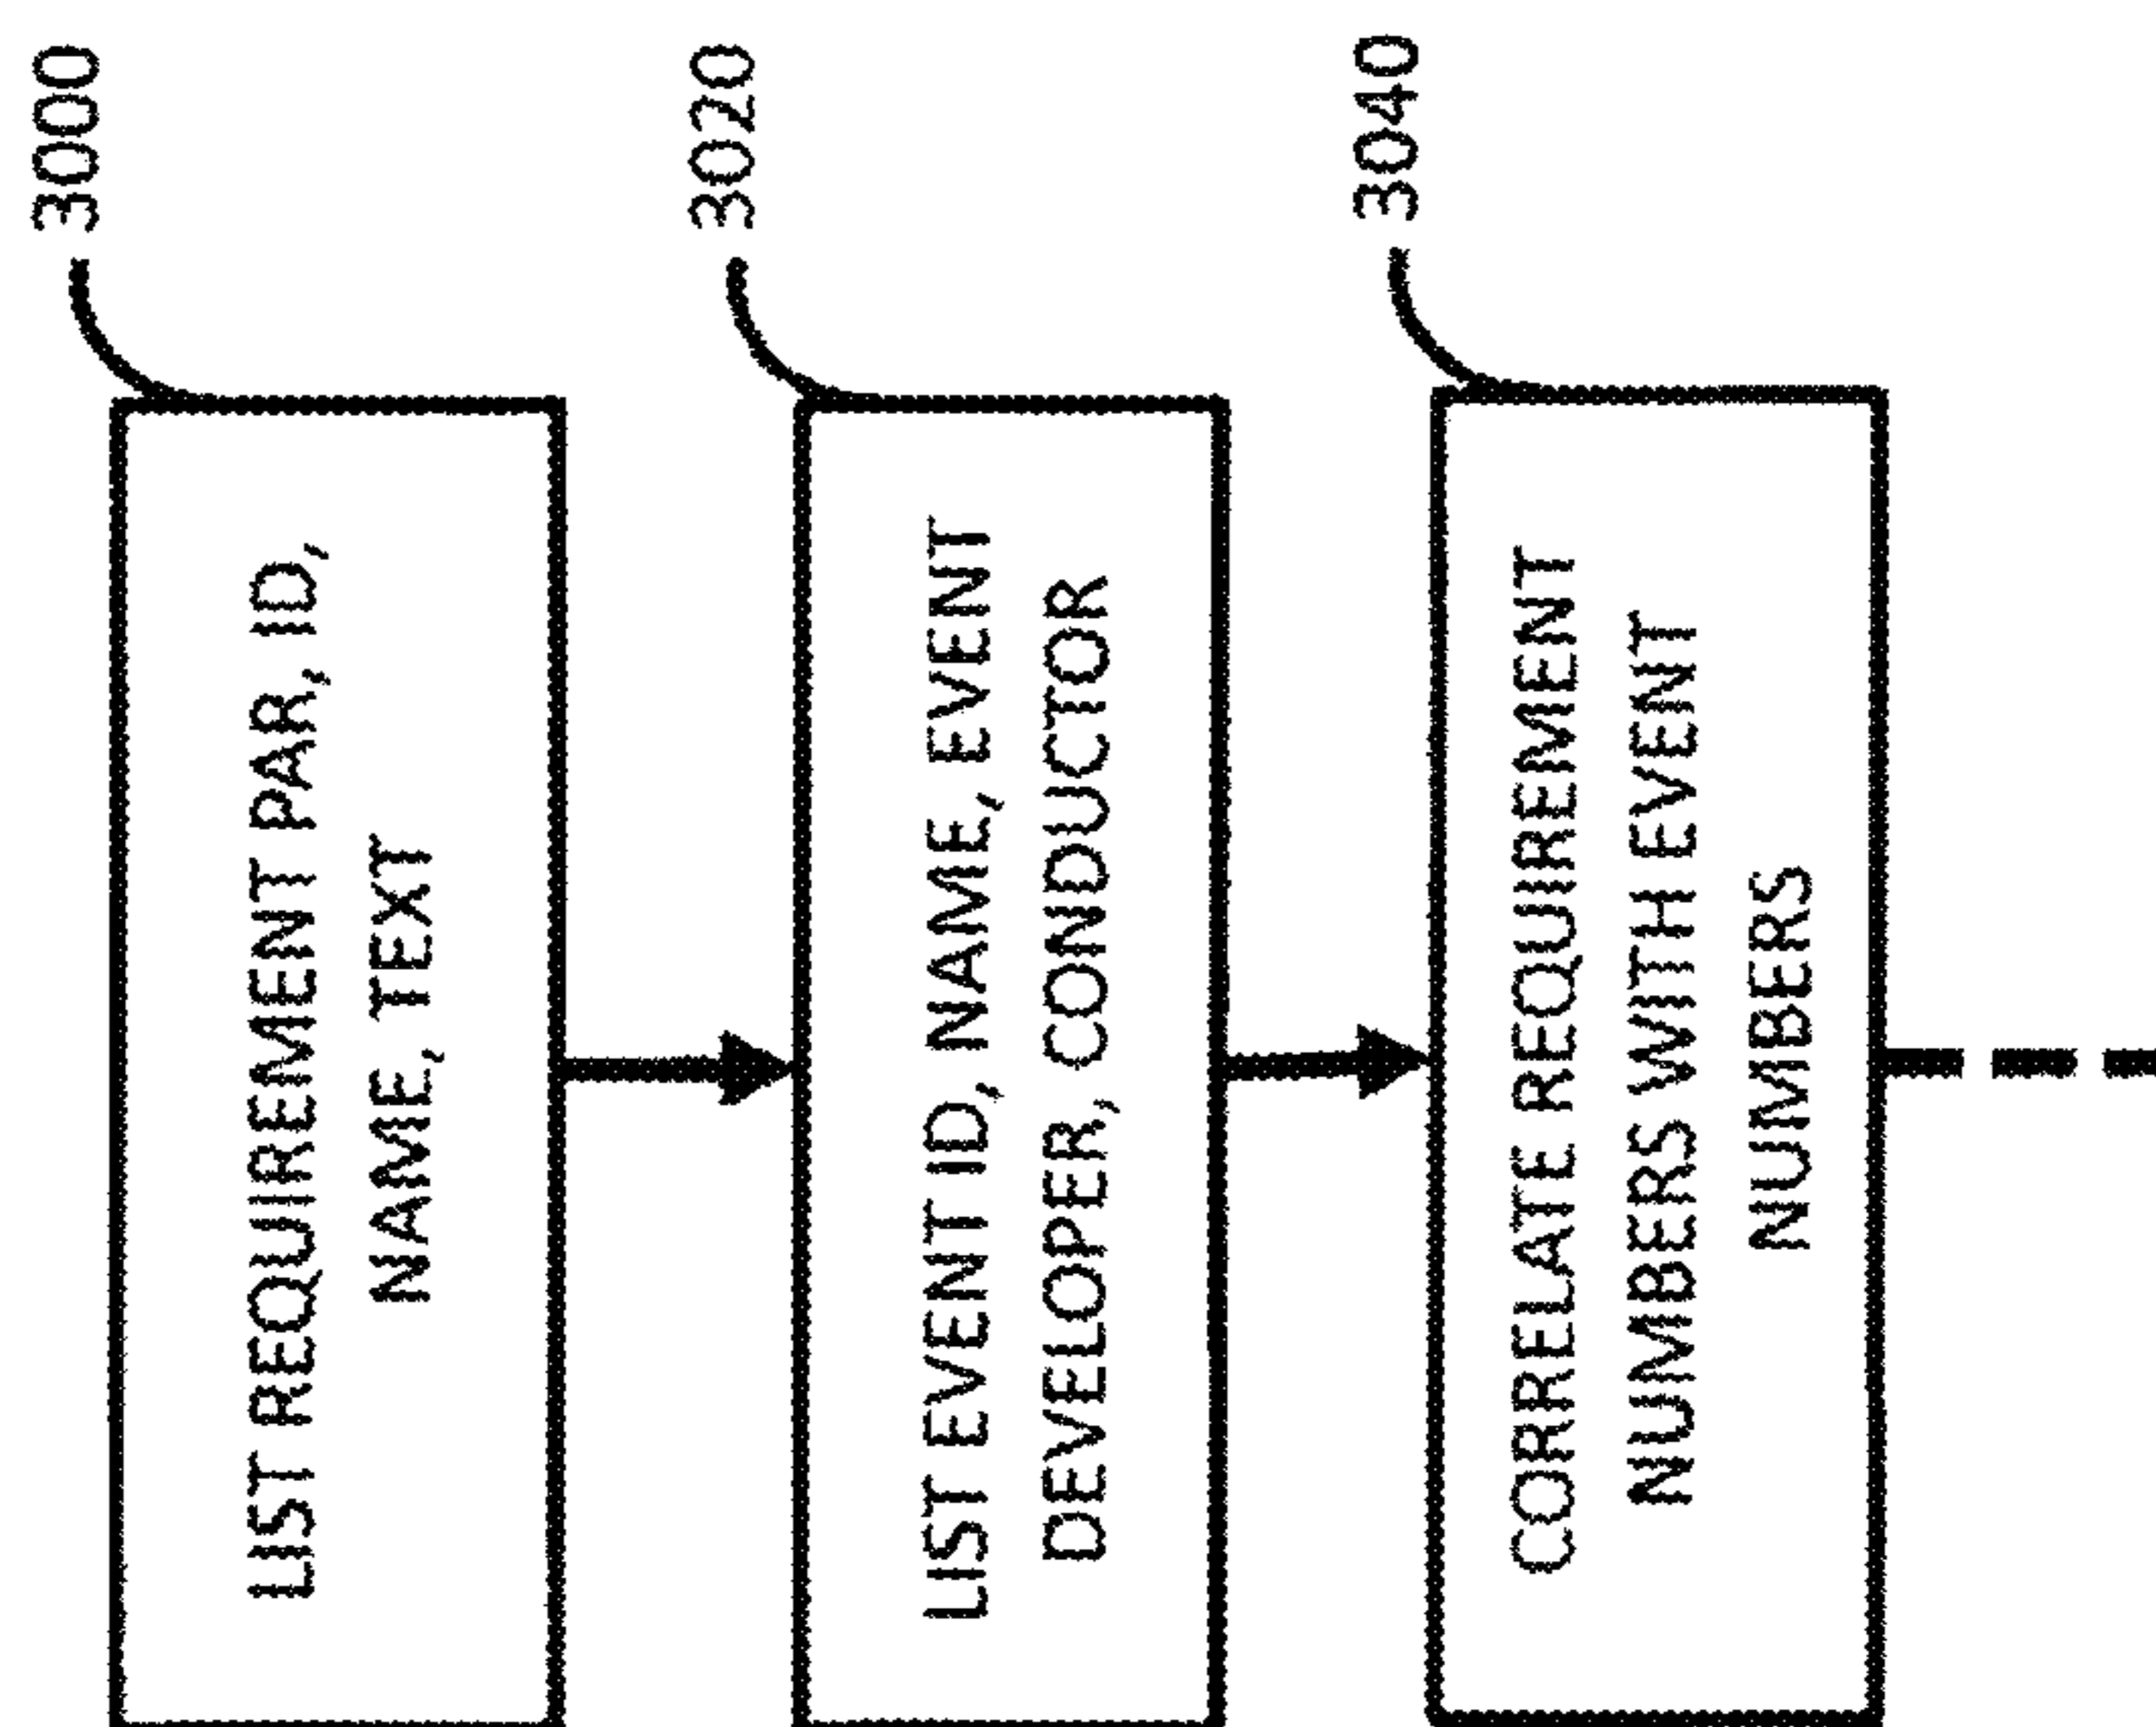 3000
LIST REQUIREMENT PAR, ID,
NAME, TEXT
3020
LIST EVENT ID, NAME, EVENT
DEVELOPER, CONDUCTOR
3040
CORRELATE REQUIREMENT
NUMBERS WITH EVENT
NUMBERS